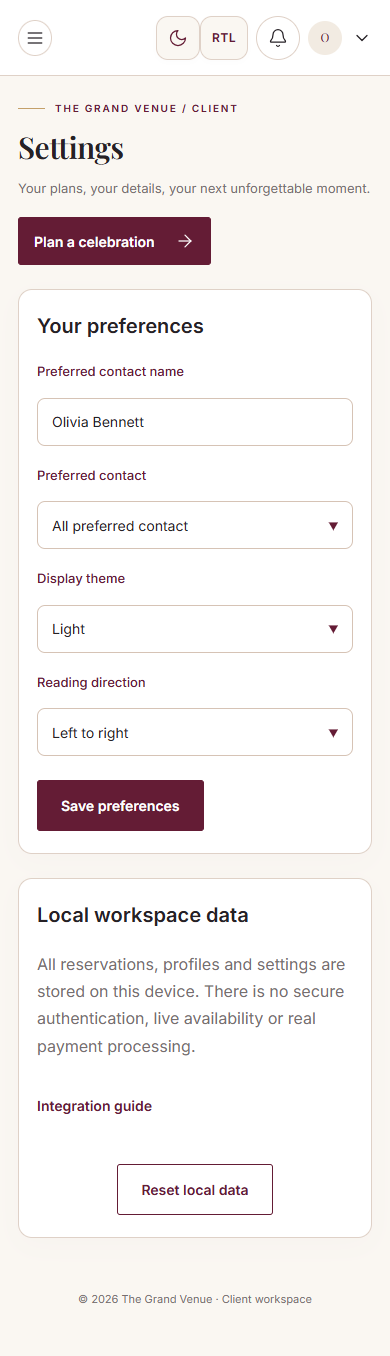 RTL
O
THE GRAND VENUE / CLIENT
Settings
Your plans, your details, your next unforgettable moment.
Plan a celebration
Your preferences
Preferred contact name
Olivia Bennett
Preferred contact
All preferred contact
Display theme
Light
Reading direction
Left to right
Save preferences
Local workspace data
All reservations, profiles and settings are
stored on this device. There is no secure
authentication, live availability or real
payment processing.
Integration guide
Reset local data
© 2026 The Grand Venue · Client workspace